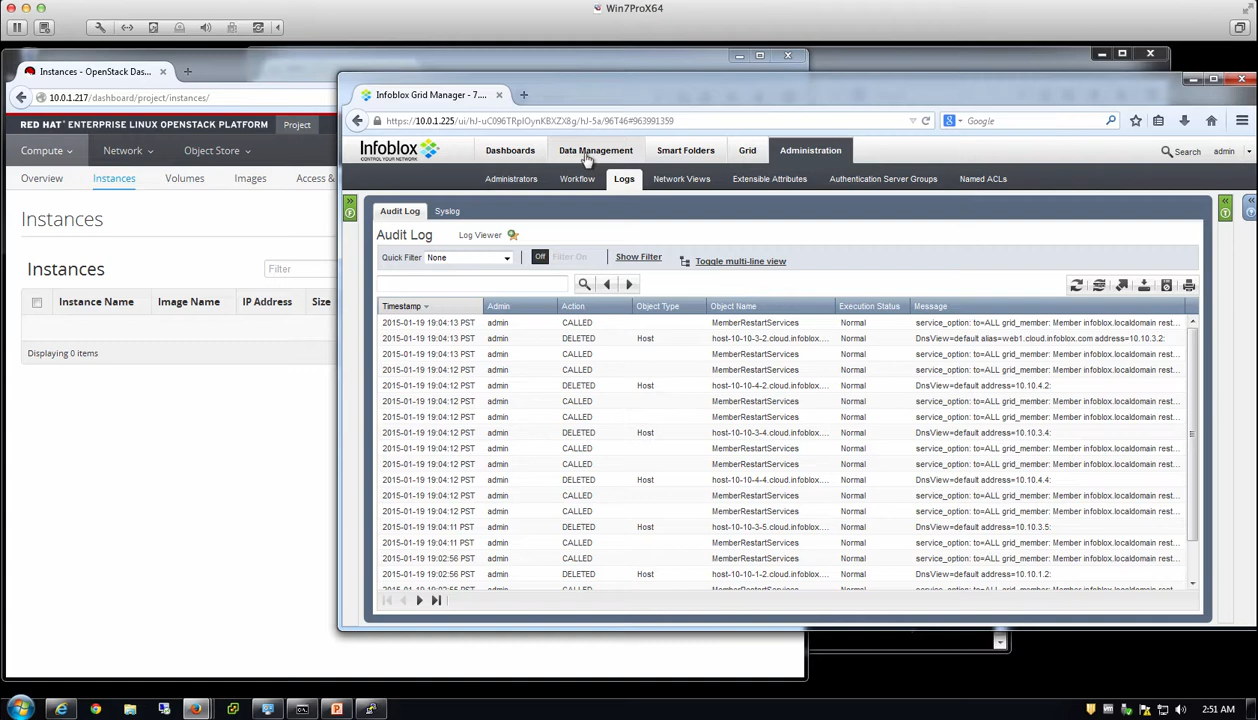 Win7ProX64
Instances - OpenStack Das...
10.0.1.217/dashboard/project/instances/
RED HAT ENTERPRISE LINUX OPENSTACK PLATFORM Project
Compute Network Object Store
Overview Instances Volumes Images Access &
Instances
Instances Filter
Instance Name Image Name IP Address Size
Displaying 0 items
Infoblox Grid Manager - 7....
Google
Infoblox Dashboards Data Management Smart Folders Grid Administration Search admin
CONTROL YOUR NETWORK
Administrators Workflow Logs Network Views Extensible Attributes Authentication Server Groups Named ACLs
Audit Log Syslog
Audit Log Log Viewer
Quick Filter None Off Filter On Show Filter Toggle multi-line view
Timestamp Admin Action Object Type Object Name Execution Status Message
2015-01-19 19:04:13 PST admin CALLED MemberRestartServices Normal service_option: to=ALL grid_member: Member infoblox.localdomain rest...
2015-01-19 19:04:13 PST admin DELETED Host host-10-10-3-2.cloud.infoblox.... Normal DnsView=default alias=web1.cloud.infoblox.com address=10.10.3.2:
2015-01-19 19:04:13 PST admin CALLED MemberRestartServices Normal service_option: to=ALL grid_member: Member infoblox.localdomain rest...
2015-01-19 19:04:12 PST admin CALLED MemberRestartServices Normal service_option: to=ALL grid_member: Member infoblox.localdomain rest...
2015-01-19 19:04:12 PST admin DELETED Host host-10-10-4-2.cloud.infoblox.... Normal DnsView=default address=10.10.4.2:
2015-01-19 19:04:12 PST admin CALLED MemberRestartServices Normal service_option: to=ALL grid_member: Member infoblox.localdomain rest...
2015-01-19 19:04:12 PST admin CALLED MemberRestartServices Normal service_option: to=ALL grid_member: Member infoblox.localdomain rest...
2015-01-19 19:04:12 PST admin DELETED Host host-10-10-3-4.cloud.infoblox.... Normal DnsView=default address=10.10.3.4:
2015-01-19 19:04:12 PST admin CALLED MemberRestartServices Normal service_option: to=ALL grid_member: Member infoblox.localdomain rest...
2015-01-19 19:04:12 PST admin CALLED MemberRestartServices Normal service_option: to=ALL grid_member: Member infoblox.localdomain rest...
2015-01-19 19:04:12 PST admin DELETED Host host-10-10-4-4.cloud.infoblox.... Normal DnsView=default address=10.10.4.4:
2015-01-19 19:04:12 PST admin CALLED MemberRestartServices Normal service_option: to=ALL grid_member: Member infoblox.localdomain rest...
2015-01-19 19:04:12 PST admin CALLED MemberRestartServices Normal service_option: to=ALL grid_member: Member infoblox.localdomain rest...
2015-01-19 19:04:11 PST admin DELETED Host host-10-10-3-5.cloud.infoblox.... Normal DnsView=default address=10.10.3.5:
2015-01-19 19:04:11 PST admin CALLED MemberRestartServices Normal service_option: to=ALL grid_member: Member infoblox.localdomain rest...
2015-01-19 19:02:56 PST admin CALLED MemberRestartServices Normal service_option: to=ALL grid_member: Member infoblox.localdomain rest...
2015-01-19 19:02:56 PST admin DELETED Host host-10-10-1-2.cloud.infoblox.... Normal DnsView=default address=10.10.1.2:
2015-01-19 19:02:55 PST admin CALLED MemberRestartServices Normal service_option: to=ALL grid_member: Member infoblox.localdomain rest...
2:51 AM